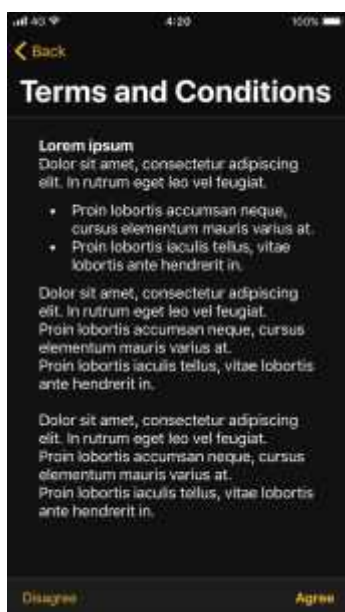 4G 4:20 100%
Back
Terms and Conditions
Lorem ipsum
Dolor sit amet, consectetur adipiscing
elit. In rutrum eget leo vel feugiat.
• Proin lobortis accumsan neque,
cursus elementum mauris varius at.
• Proin lobortis iaculis tellus, vitae
lobortis ante hendrerit in.
Dolor sit amet, consectetur adipiscing
elit. In rutrum eget leo vel feugiat.
Proin lobortis accumsan neque, cursus
elementum mauris varius at.
Proin lobortis iaculis tellus, vitae lobortis
ante hendrerit in.
Dolor sit amet, consectetur adipiscing
elit. In rutrum eget leo vel feugiat.
Proin lobortis accumsan neque, cursus
elementum mauris varius at.
Proin lobortis iaculis tellus, vitae lobortis
ante hendrerit in.
Disagree Agree